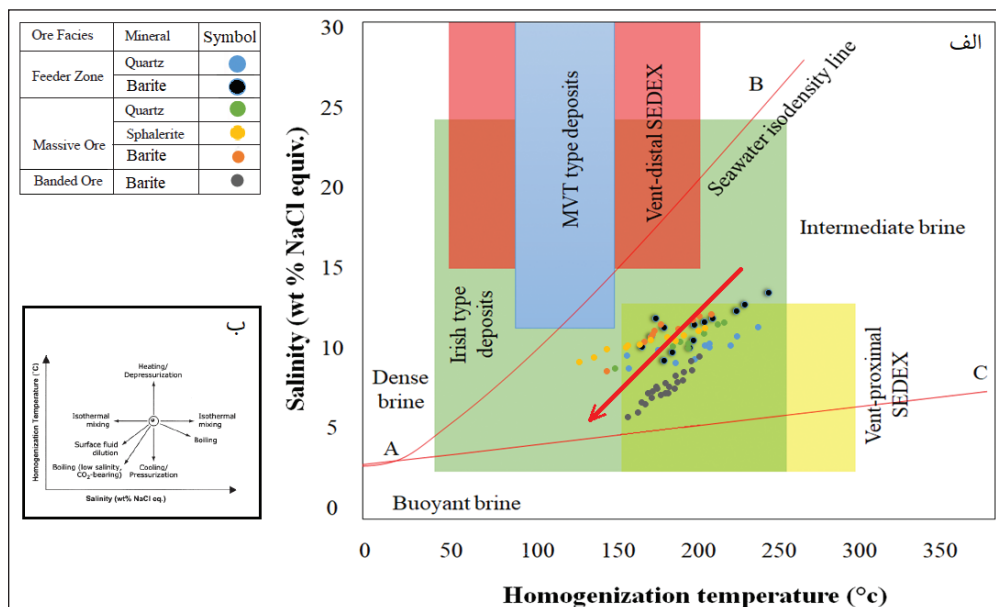 Ore Facies Mineral Symbol
Feeder Zone
Quartz
Barite
Massive Ore
Quartz
Sphalerite
Barite
Banded Ore Barite
ب
Homogenization Temperature (°C)
Heating/
Depressurization
Isothermal
mixing
Isothermal
mixing
Surface fluid
dilution
Boiling
Boiling (low salinity,
CO₂-bearing)
Cooling/
Pressurization
Salinity (wt% NaCl eq.)
الف
Salinity (wt % NaCl equiv.)
30
25
20
15
10
5
0
B
Seawater isodensity line
MVT type deposits
Vent-distal SEDEX
Intermediate brine
Irish type
deposits
Dense
brine
A
C
Vent-proximal
SEDEX
Buoyant brine
0 50 100 150 200 250 300 350
Homogenization temperature (°c)